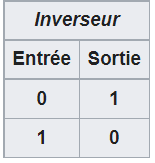 Inverseur
Entrée Sortie
0 1
1 0